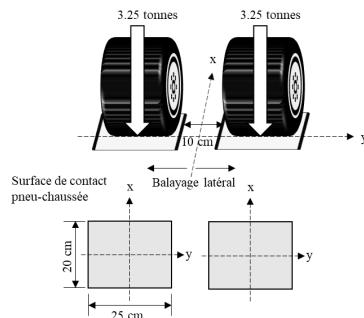 3.25 tonnes
3.25 tonnes
x
y
10 cm
Surface de contact
pneu-chaussée
Balayage latéral
x
x
20 cm
y
y
25 cm